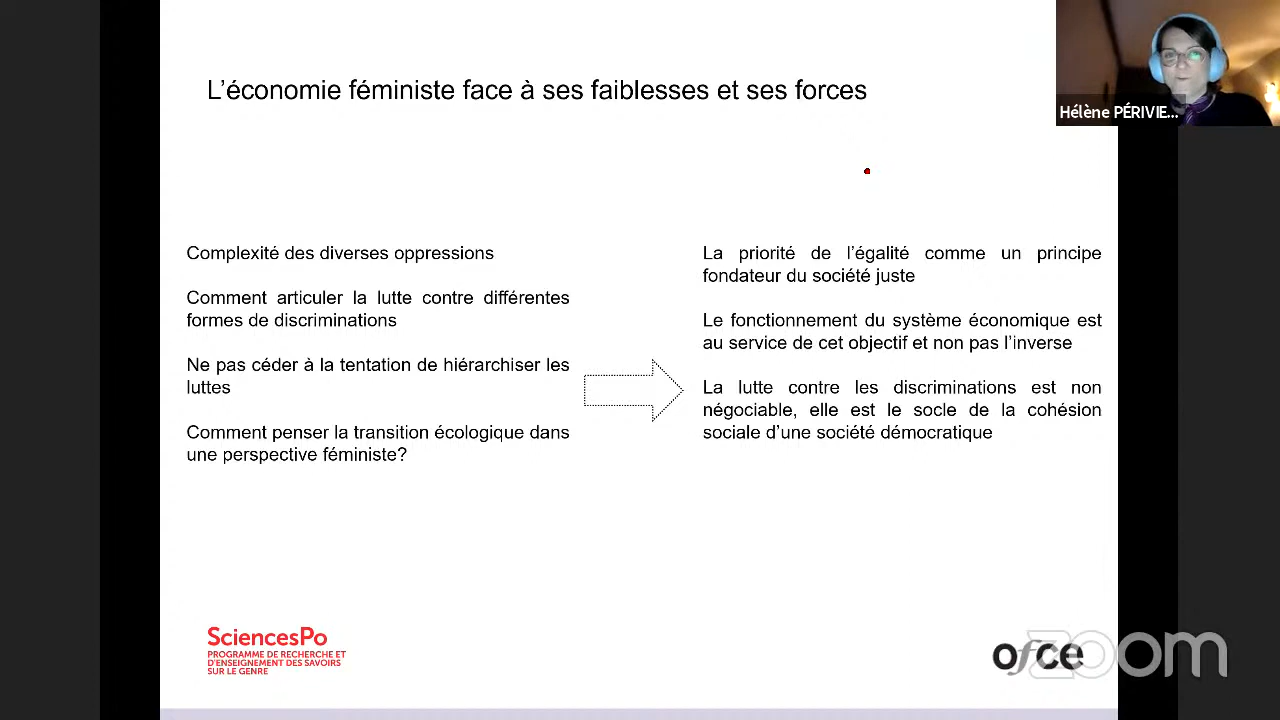 L'économie féministe face à ses faiblesses et ses forces
Hélène PÉRIVIE...
Complexité des diverses oppressions
Comment articuler la lutte contre différentes
formes de discriminations
Ne pas céder à la tentation de hiérarchiser les
luttes
Comment penser la transition écologique dans
une perspective féministe?
La priorité de l'égalité comme un principe
fondateur du société juste
Le fonctionnement du système économique est
au service de cet objectif et non pas l'inverse
La lutte contre les discriminations est non
négociable, elle est le socle de la cohésion
sociale d'une société démocratique
SciencesPo
PROGRAMME DE RECHERCHE ET
D'ENSEIGNEMENT DES SAVOIRS
SUR LE GENRE
ofce
zoom